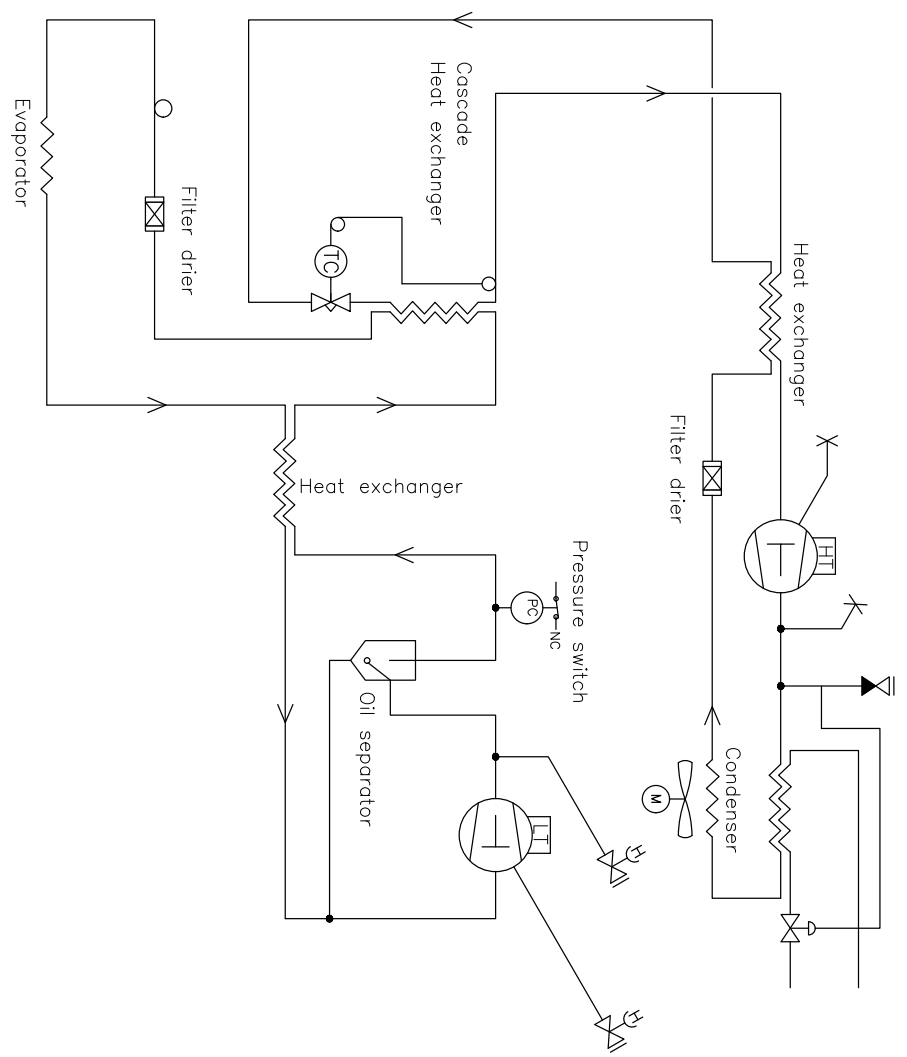 Cascade
Heat exchanger
Evaporator
Filter drier
TC
Heat exchanger
Filter drier
HT
Heat exchanger
Pressure switch
PC
NC
Oil separator
Condenser
M
LT
H
H